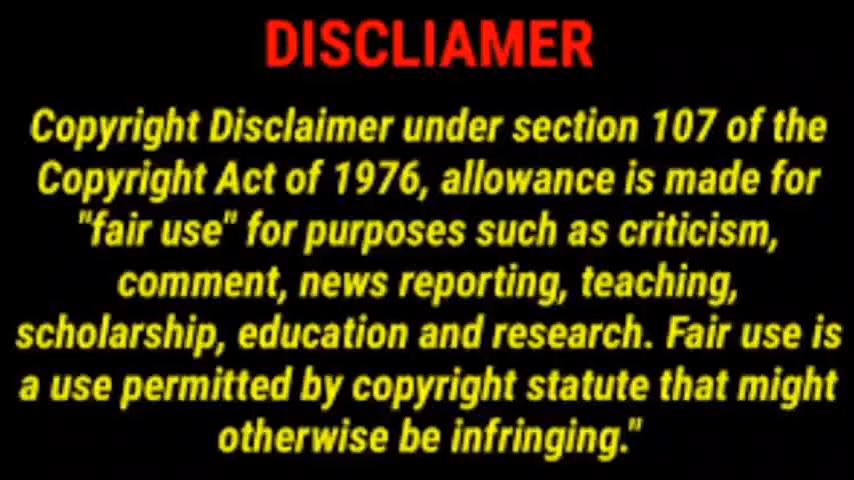 DISCLIAMER
Copyright Disclaimer under section 107 of the
Copyright Act of 1976, allowance is made for
"fair use" for purposes such as criticism,
comment, news reporting, teaching,
scholarship, education and research. Fair use is
a use permitted by copyright statute that might
otherwise be infringing."